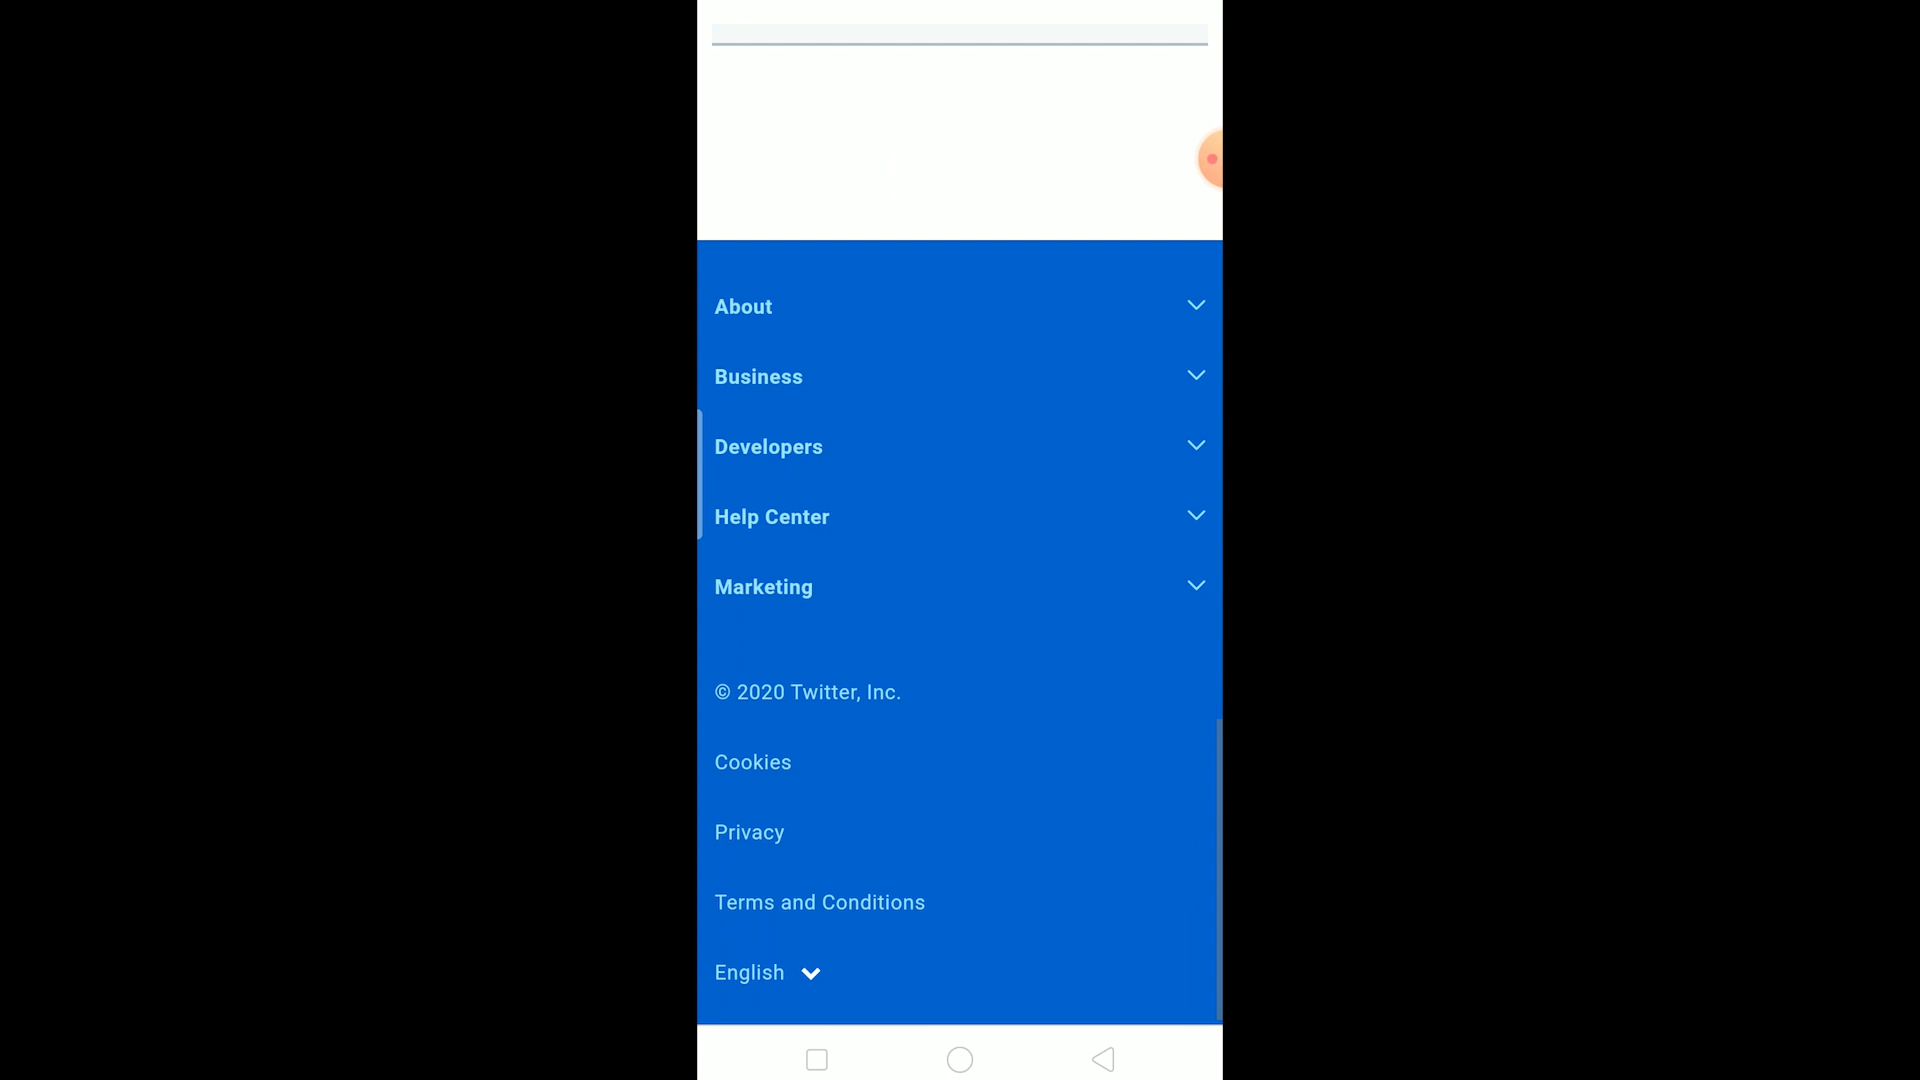 About
Business
Developers
Help Center
Marketing
© 2020 Twitter, Inc.
Cookies
Privacy
Terms and Conditions
English